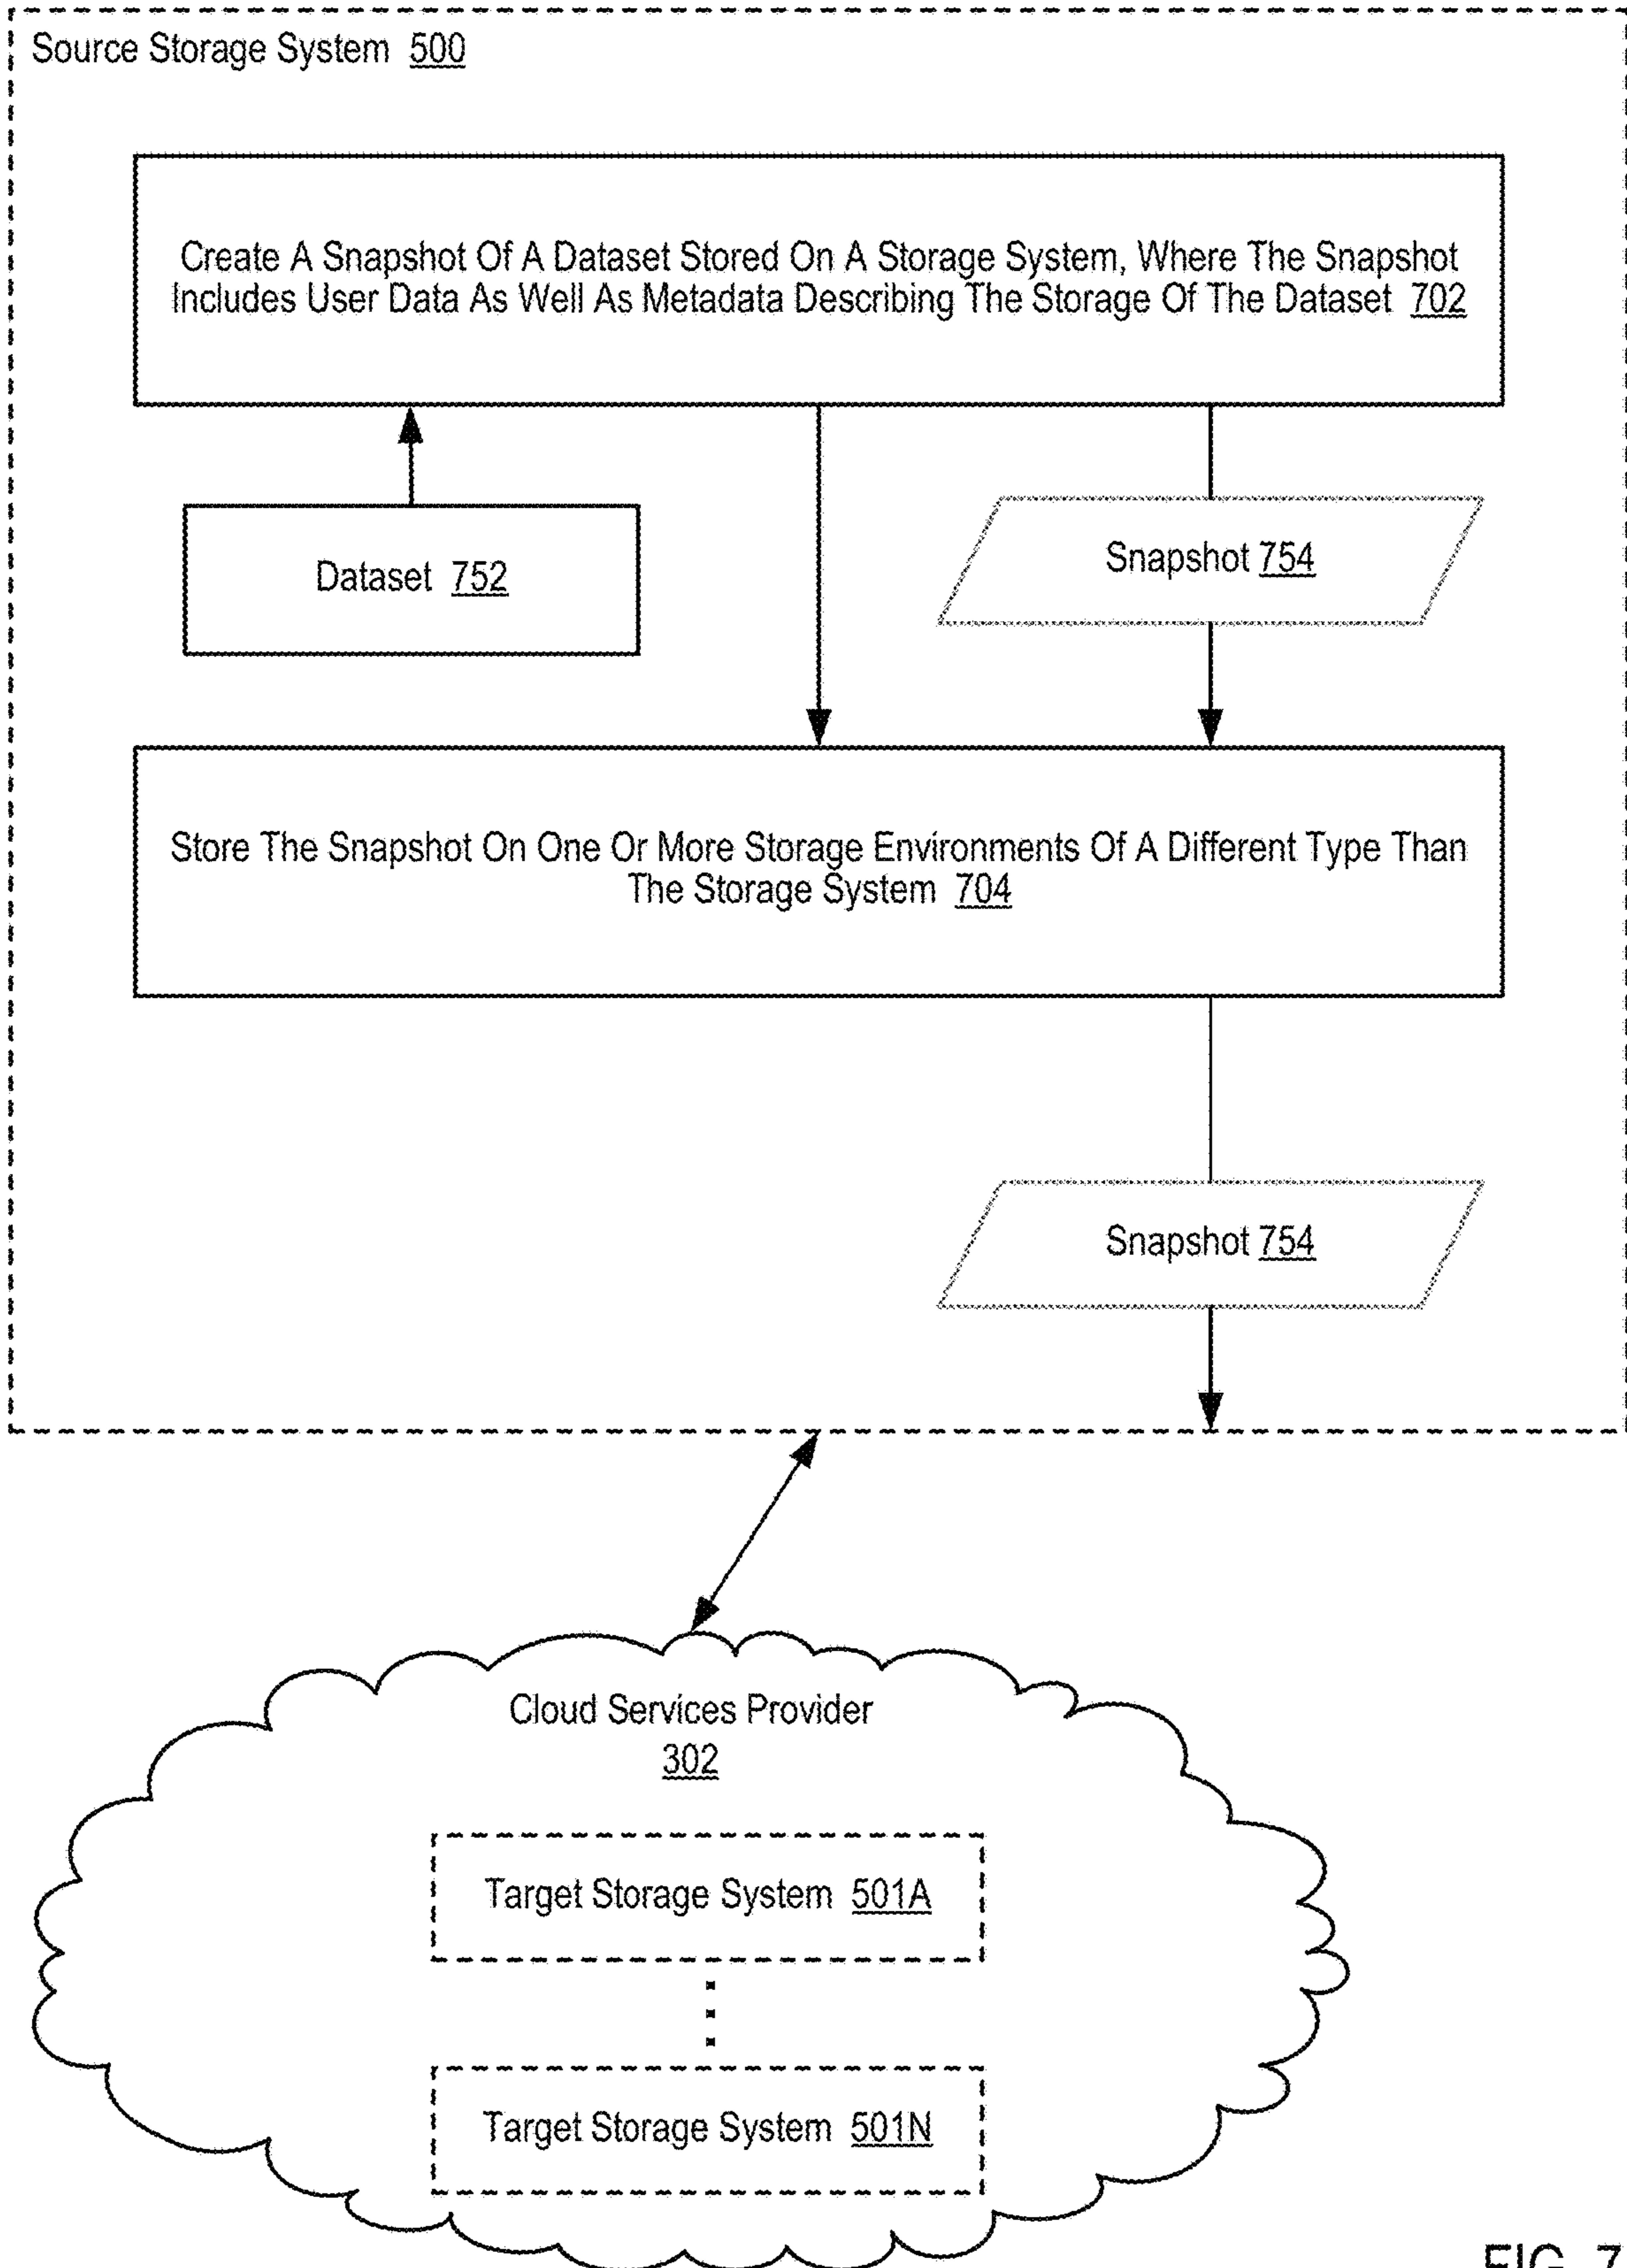 Source Storage System 500
Create A Snapshot Of A Dataset Stored On A Storage System, Where The Snapshot
Includes User Data As Well As Metadata Describing The Storage Of The Dataset 702
Dataset 752
Snapshot 754
Store The Snapshot On One Or More Storage Environments Of A Different Type Than
The Storage System 704
Snapshot 754
Cloud Services Provider
302
Target Storage System 501A
Target Storage System 501N
FIG. 7